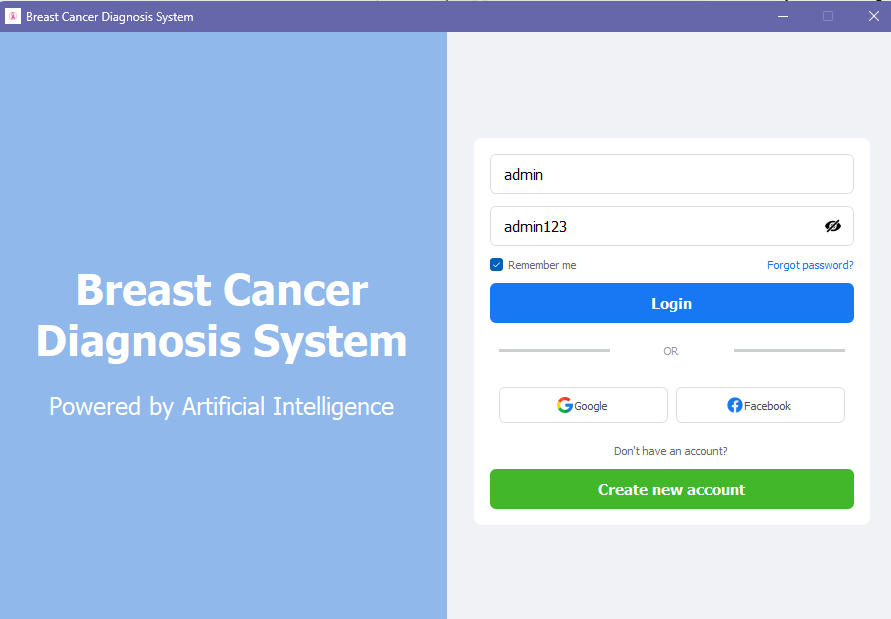 Breast Cancer Diagnosis System
Breast Cancer
Diagnosis System
Powered by Artificial Intelligence
admin
admin123
Remember me
Forgot password?
Login
OR
Google
Facebook
Don't have an account?
Create new account